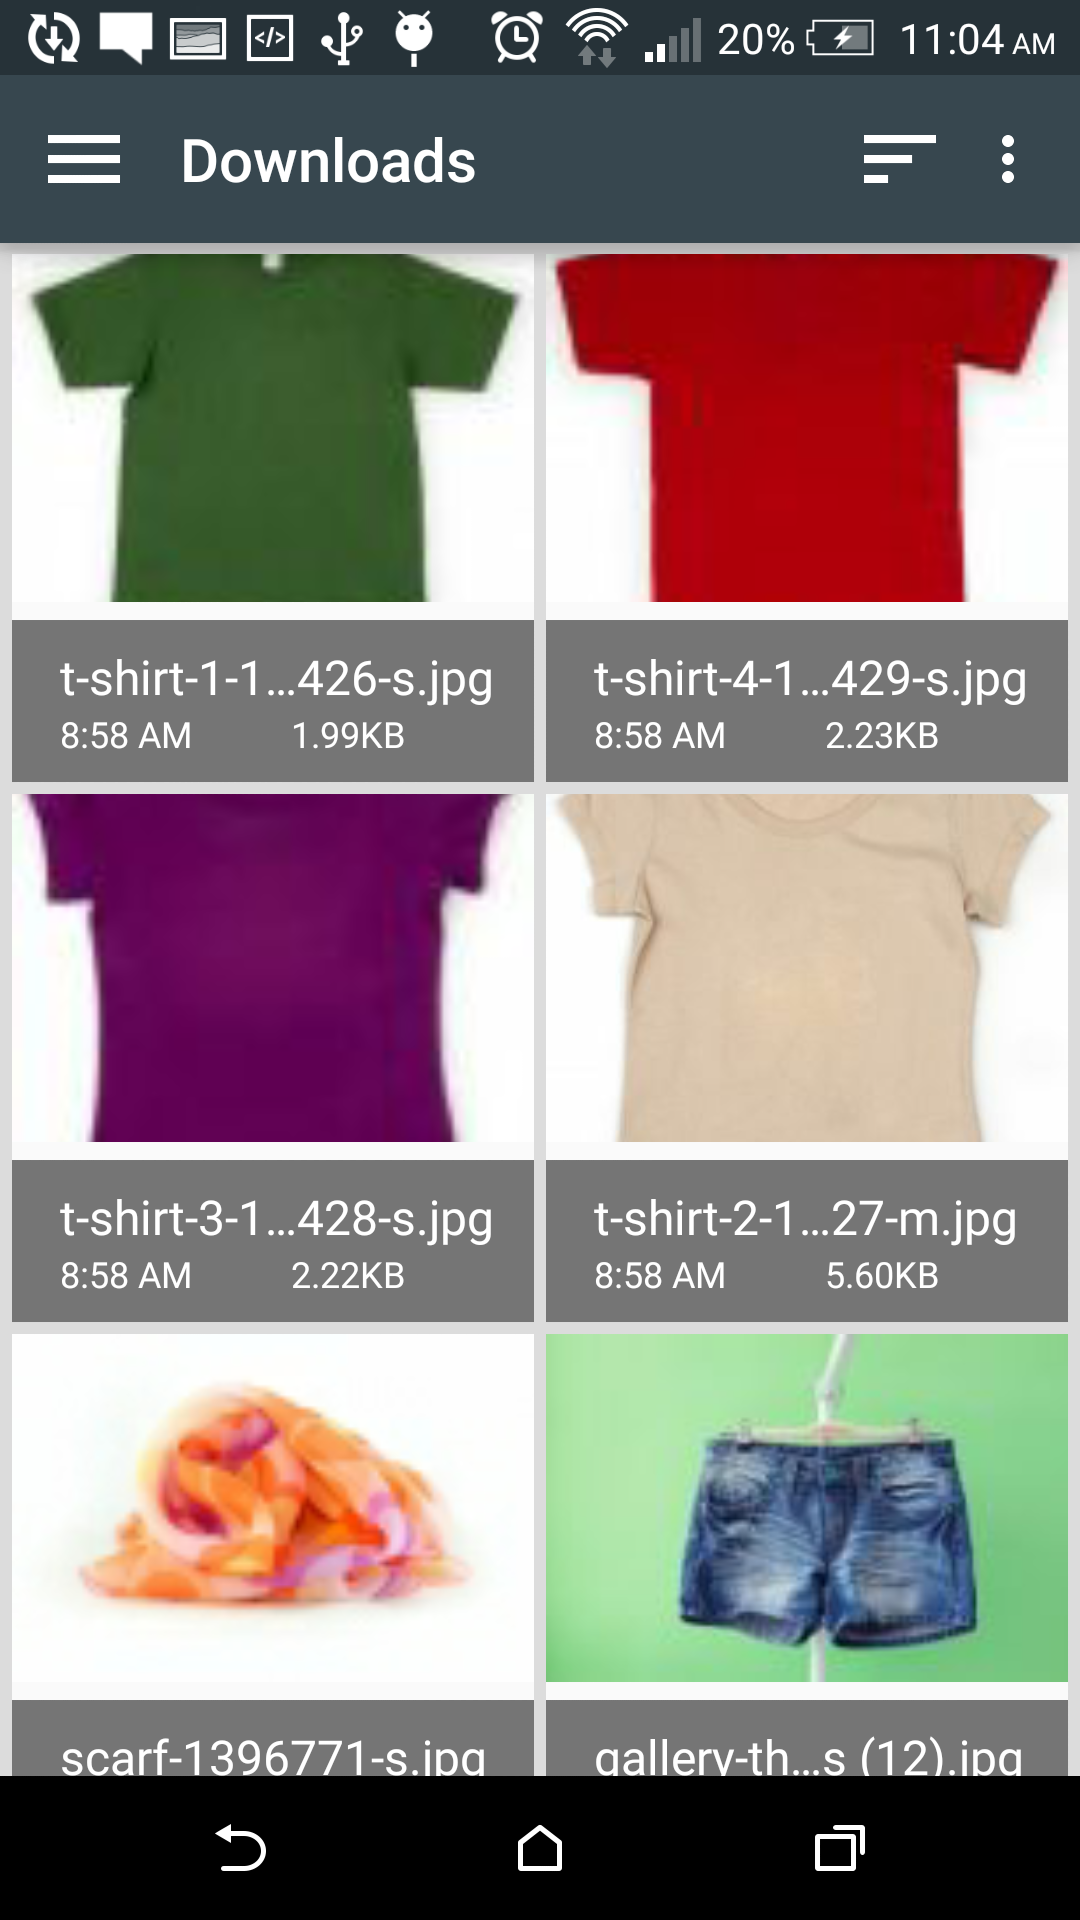 20% 11:04 AM
Downloads
t-shirt-1-1...426-s.jpg
8:58 AM 1.99KB
t-shirt-4-1...429-s.jpg
8:58 AM 2.23KB
t-shirt-3-1...428-s.jpg
8:58 AM 2.22KB
t-shirt-2-1...27-m.jpg
8:58 AM 5.60KB
scarf-1396771-s.jpg
gallery-th...s (12).jpg